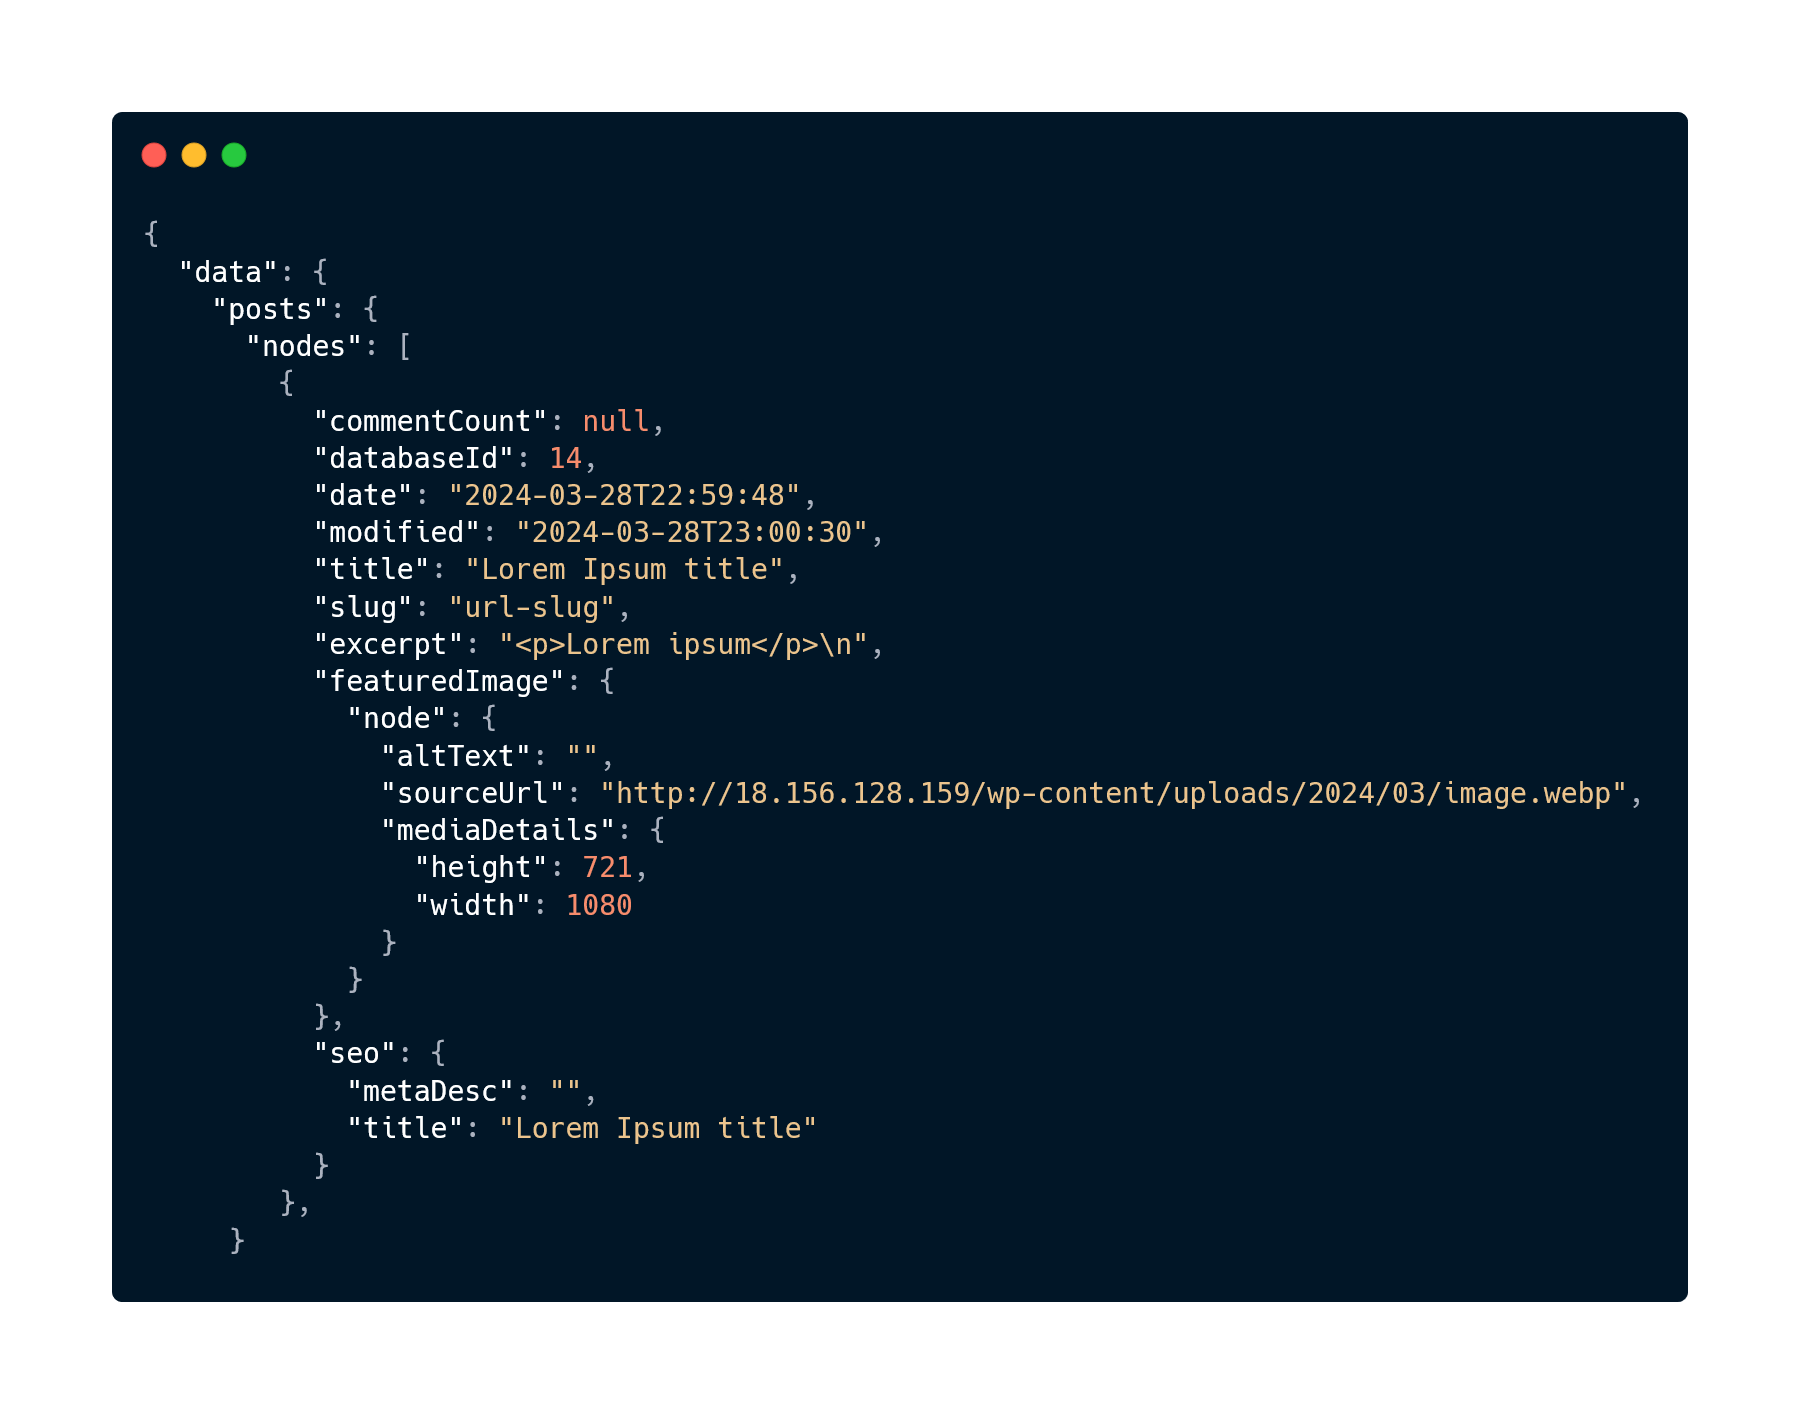 {
  "data": {
    "posts": {
      "nodes": [
        {
          "commentCount": null,
          "databaseId": 14,
          "date": "2024-03-28T22:59:48",
          "modified": "2024-03-28T23:00:30",
          "title": "Lorem Ipsum title",
          "slug": "url-slug",
          "excerpt": "<p>Lorem ipsum</p>\n",
          "featuredImage": {
            "node": {
              "altText": "",
              "sourceUrl": "http://18.156.128.159/wp-content/uploads/2024/03/image.webp",
              "mediaDetails": {
                "height": 721,
                "width": 1080
              }
            }
          },
          "seo": {
            "metaDesc": "",
            "title": "Lorem Ipsum title"
          }
        },
     }